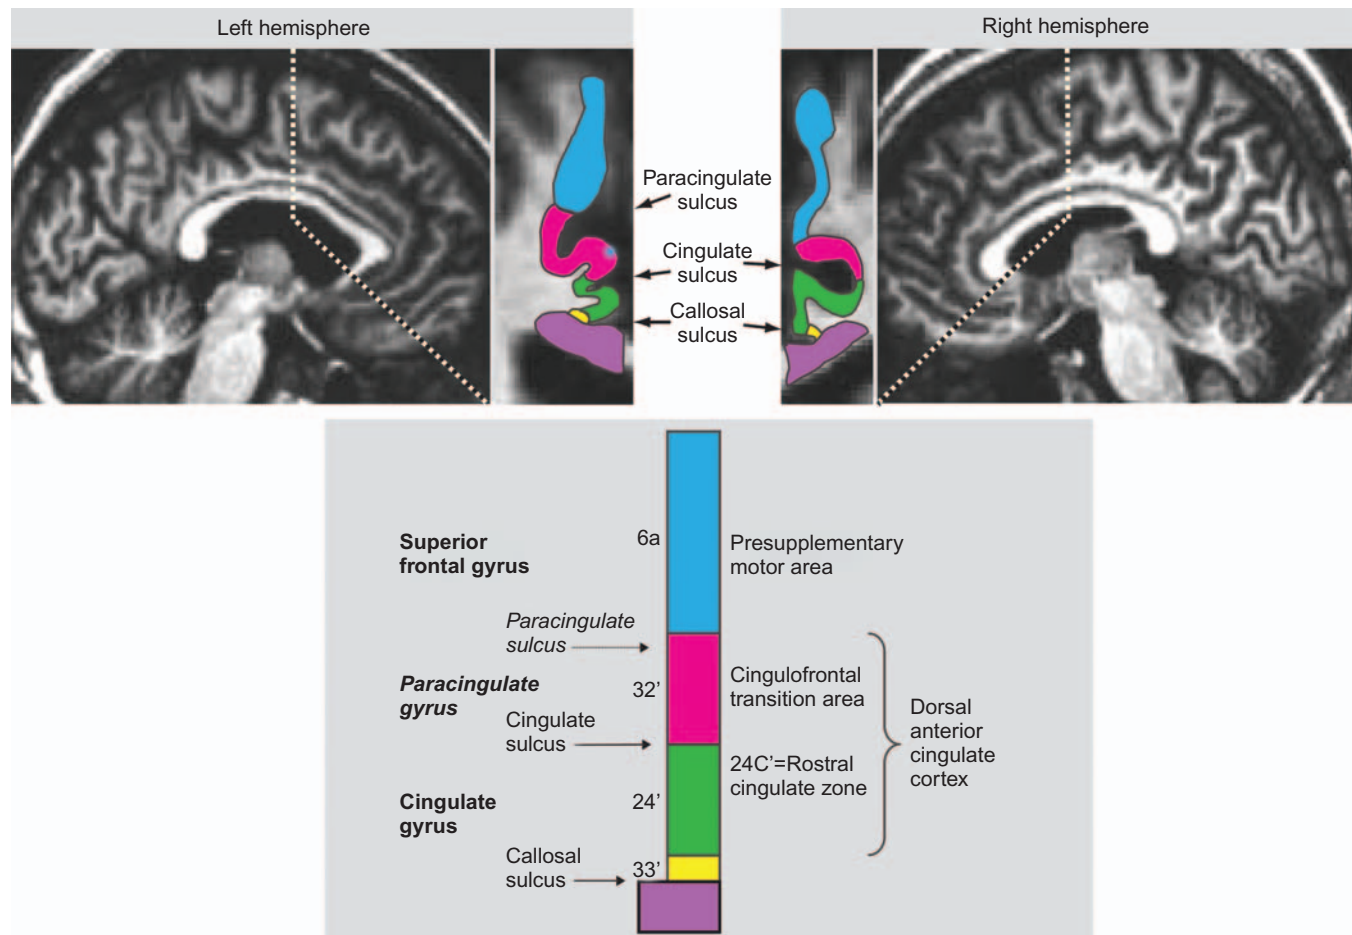 Left hemisphere
Right hemisphere
Paracingulate
sulcus
Cingulate
sulcus
Callosal
sulcus
6a
Superior
frontal gyrus
Presupplementary
motor area
Paracingulate
sulcus
Paracingulate
gyrus
32’
Cingulofrontal
transition area
Cingulate
sulcus
Dorsal
anterior
cingulate
cortex
24C’=Rostral
cingulate zone
Cingulate
gyrus
24’
Callosal
sulcus
33’